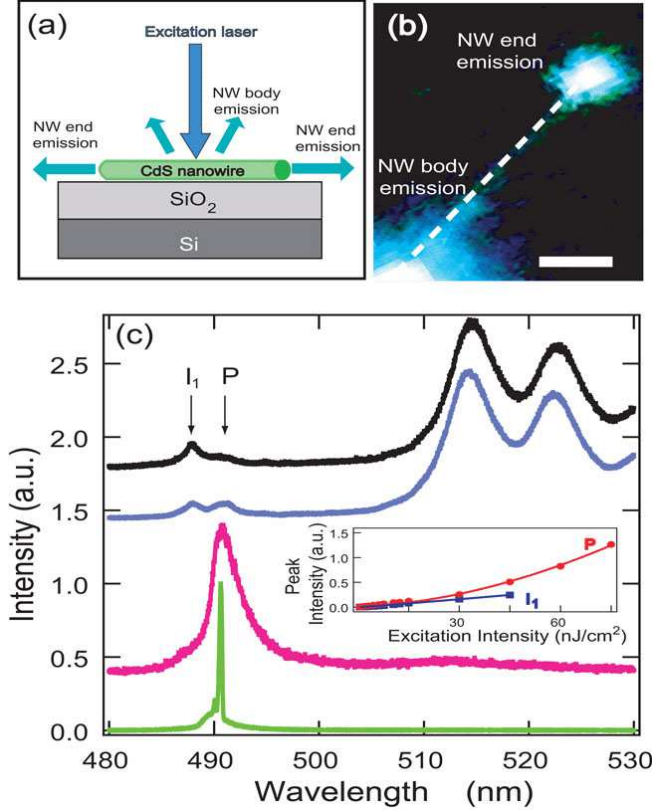 (a)
Excitation laser
NW body
emission
NW end
emission
NW end
emission
CdS nanowire
SiO₂
Si
(b)
NW end
emission
NW body
emission
(c)
I₁ P
2.5
2.0
1.5
1.0
0.5
0.0
Intensity (a.u.)
480 490 500 510 520 530
Wavelength (nm)
1.5
1.0
0.5
0.0
Peak
Intensity (a.u.)
P
I₁
30 60
Excitation Intensity (nJ/cm²)